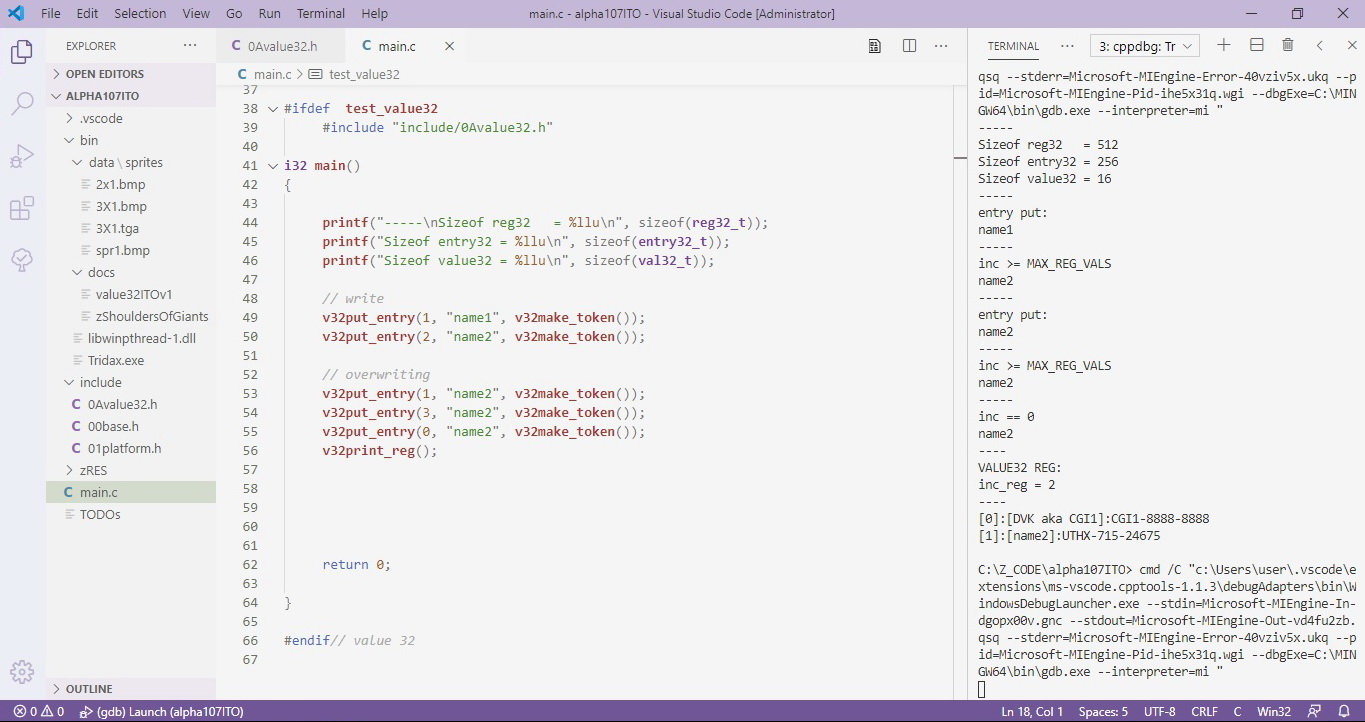 File Edit Selection View Go Run Terminal Help main.c - alpha107ITO - Visual Studio Code [Administrator]
EXPLORER ···
OPEN EDITORS
ALPHA107ITO
.vscode
bin
data \ sprites
2x1.bmp
3X1.bmp
3X1.tga
spr1.bmp
docs
value32ITOv1
zShouldersOfGiants
libwinpthread-1.dll
Tridax.exe
include
C 0Avalue32.h
C 00base.h
C 01platform.h
zRES
C main.c
TODOs
OUTLINE
C 0Avalue32.h C main.c
C main.c > test_value32
37
38 #ifdef  test_value32
39 #include "include/0Avalue32.h"
40
41 i32 main()
42 {
43
44 printf("-----\nSizeof reg32   = %llu\n", sizeof(reg32_t));
45 printf("Sizeof entry32 = %llu\n", sizeof(entry32_t));
46 printf("Sizeof value32 = %llu\n", sizeof(val32_t));
47
48 // write
49 v32put_entry(1, "name1", v32make_token());
50 v32put_entry(2, "name2", v32make_token());
51
52 // overwriting
53 v32put_entry(1, "name2", v32make_token());
54 v32put_entry(3, "name2", v32make_token());
55 v32put_entry(0, "name2", v32make_token());
56 v32print_reg();
57
58
59
60
61
62 return 0;
63
64 }
65
66 #endif// value 32
67
TERMINAL ··· 3: cppdbg: Tr
qsq --stderr=Microsoft-MIEngine-Error-40vziv5x.ukq --p
id=Microsoft-MIEngine-Pid-ihe5x31q.wgi --dbgExe=C:\MIN
GW64\bin\gdb.exe --interpreter=mi "
-----
Sizeof reg32   = 512
Sizeof entry32 = 256
Sizeof value32 = 16
-----
entry put:
name1
-----
inc >= MAX_REG_VALS
name2
-----
entry put:
name2
-----
inc >= MAX_REG_VALS
name2
-----
inc == 0
name2
----
VALUE32 REG:
inc_reg = 2
----
[0]:[DVK aka CGI1]:CGI1-8888-8888
[1]:[name2]:UTHX-715-24675
C:\Z_CODE\alpha107ITO> cmd /C "c:\Users\user\.vscode\e
xtensions\ms-vscode.cpptools-1.1.3\debugAdapters\bin\W
indowsDebugLauncher.exe --stdin=Microsoft-MIEngine-In-
dgopx00v.gnc --stdout=Microsoft-MIEngine-Out-vd4fu2zb.
qsq --stderr=Microsoft-MIEngine-Error-40vziv5x.ukq --p
id=Microsoft-MIEngine-Pid-ihe5x31q.wgi --dbgExe=C:\MIN
GW64\bin\gdb.exe --interpreter=mi "
0 0 (gdb) Launch (alpha107ITO) Ln 18, Col 1 Spaces: 5 UTF-8 CRLF C Win32